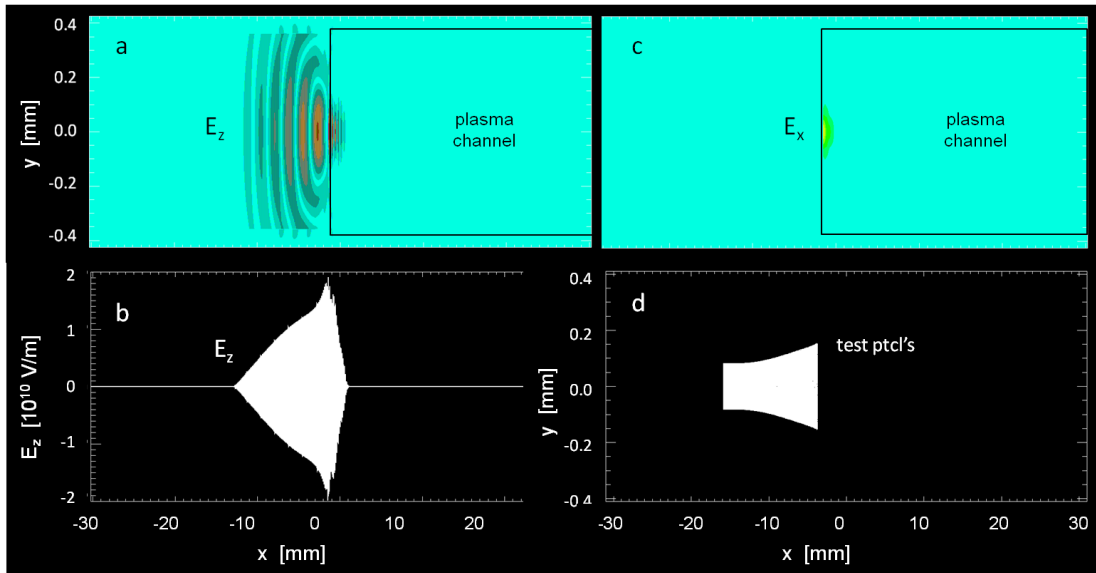 0.4
0.2
0.0
-0.2
-0.4
y [mm]
a
E_z
plasma
channel
c
E_x
plasma
channel
2
1
0
-1
-2
E_z [10^10 V/m]
b
E_z
-30
-10
0
10
20
x [mm]
0.4
0.2
0.0
-0.2
-0.4
y [mm]
d
test ptcl's
-30
-20
-10
0
10
20
30
x [mm]